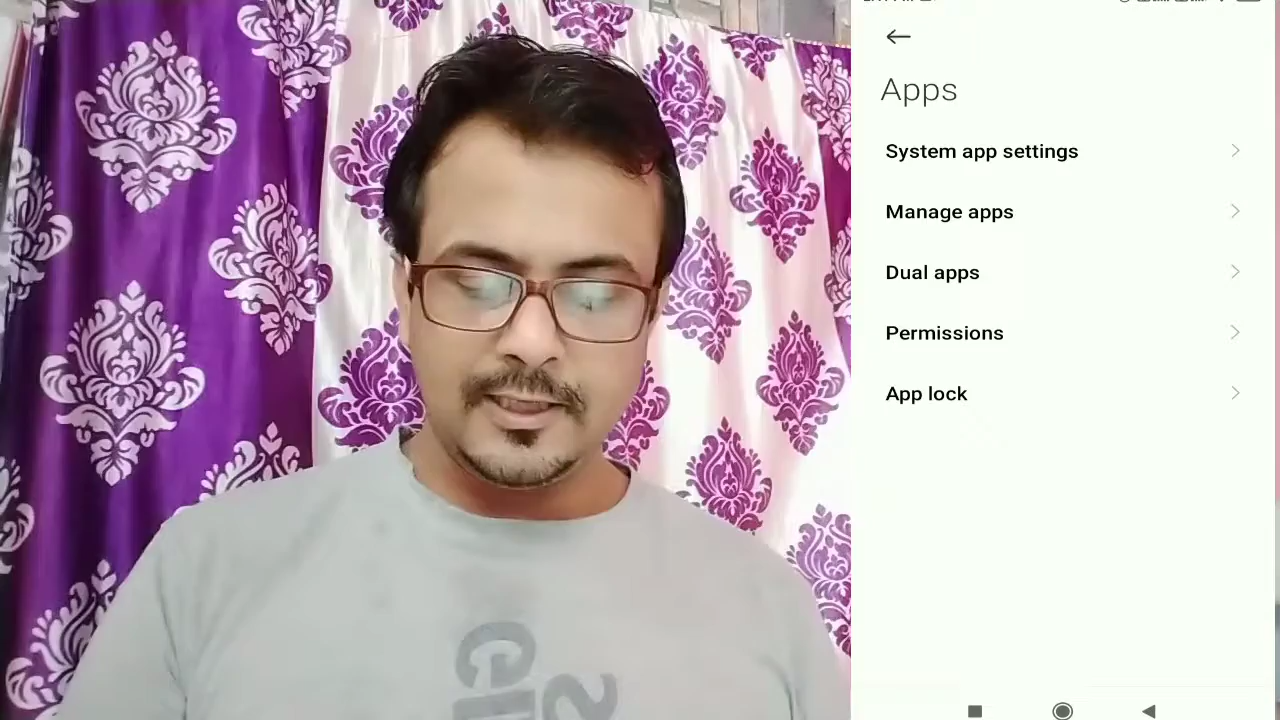 Apps
System app settings
Manage apps
Dual apps
Permissions
App lock